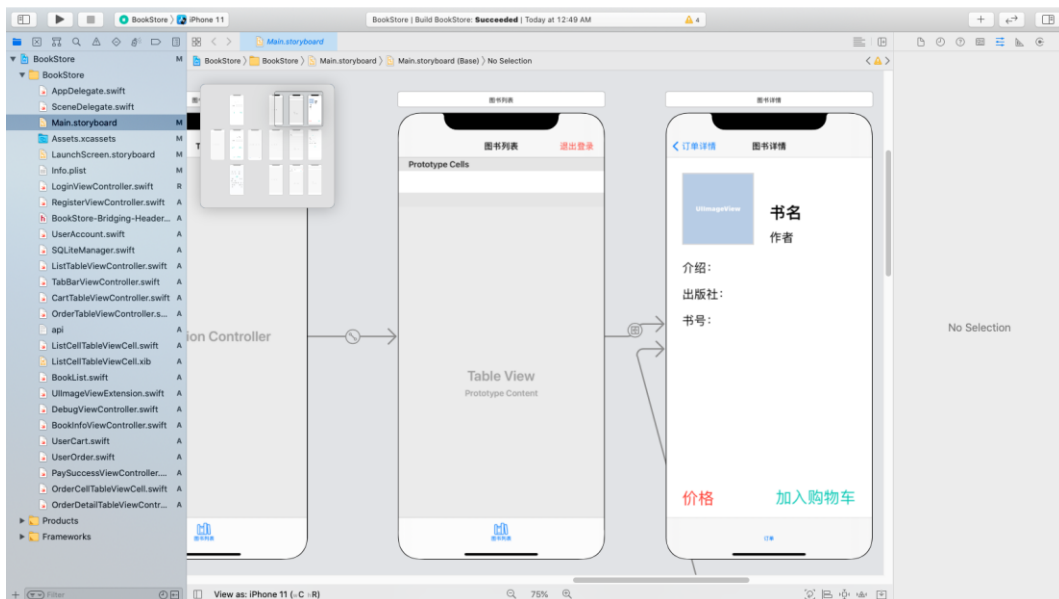 BookStore 〉 iPhone 11
BookStore | Build BookStore: Succeeded | Today at 12:49 AM
4
Main.storyboard
BookStore M
BookStore 〉 BookStore 〉 Main.storyboard 〉 Main.storyboard (Base) 〉 No Selection
BookStore
AppDelegate.swift
SceneDelegate.swift
Main.storyboard M
Assets.xcassets M
LaunchScreen.storyboard M
Info.plist M
LoginViewController.swift R
RegisterViewController.swift A
BookStore-Bridging-Header... A
UserAccount.swift A
SQLiteManager.swift A
ListTableViewController.swift A
TabBarViewController.swift A
CartTableViewController.swift A
OrderTableViewController.s... A
api A
ListCellTableViewCell.swift A
ListCellTableViewCell.xib A
BookList.swift A
UIImageViewExtension.swift A
DebugViewController.swift A
BookInfoViewController.swift A
UserCart.swift A
UserOrder.swift A
PaySuccessViewController.... A
OrderCellTableViewCell.swift A
OrderDetailTableViewContr... A
Products
Frameworks
Filter
ion Controller
图书列表
图书列表
图书列表 退出登录
Prototype Cells
Table View
Prototype Content
图书列表
图书详情
订单详情 图书详情
UIImageView
书名
作者
介绍：
出版社：
书号：
价格 加入购物车
订单
No Selection
View as: iPhone 11 (wC hR)
75%